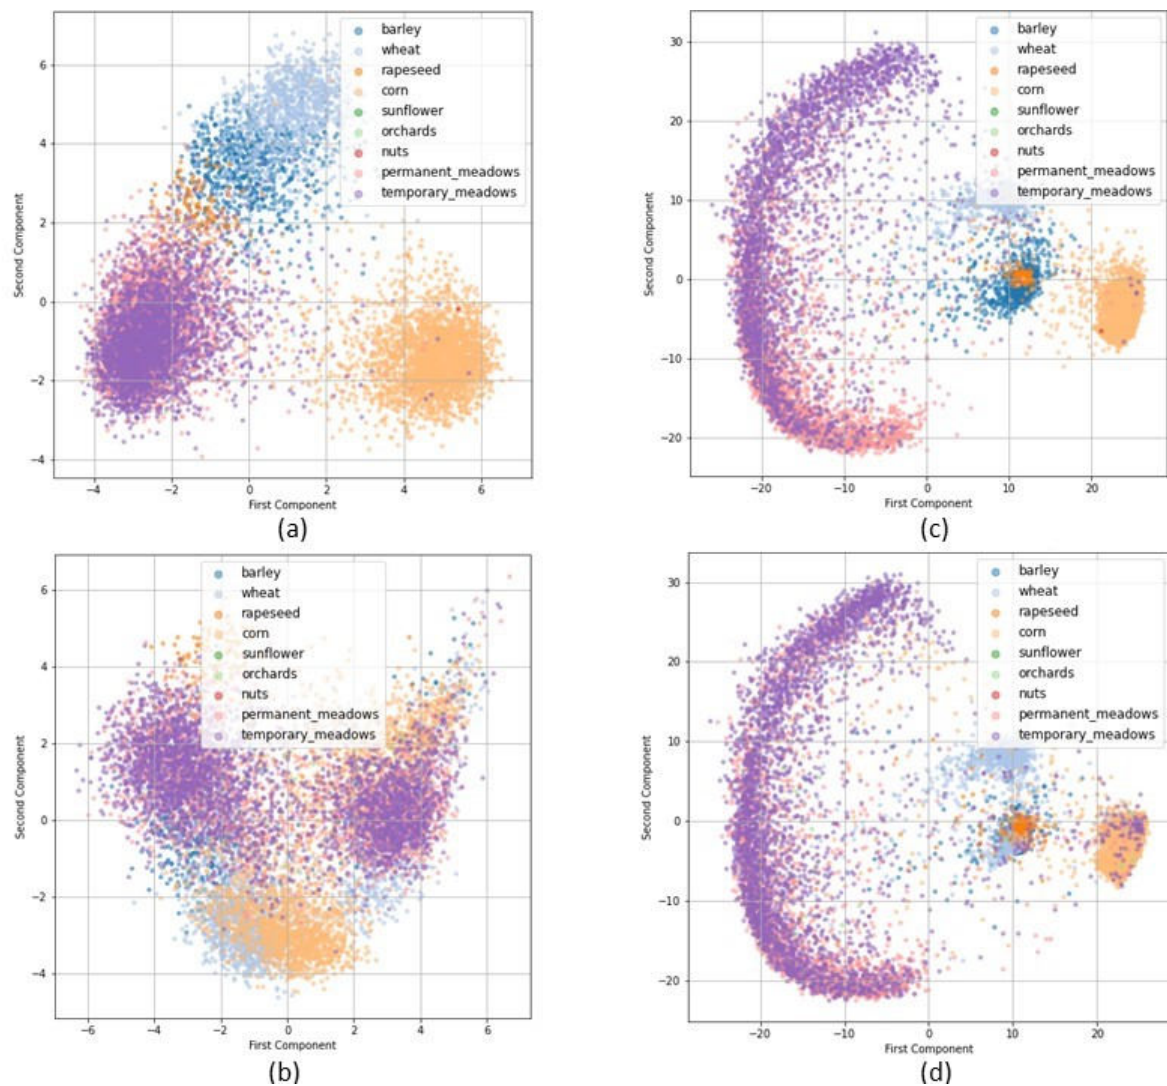 barley
wheat
rapeseed
corn
sunflower
orchards
nuts
permanent_meadows
temporary_meadows
Second Component
6
4
2
0
−2
−4
−4 −2 0 2 4 6
First Component
(a)
barley
wheat
rapeseed
corn
sunflower
orchards
nuts
permanent_meadows
temporary_meadows
Second Component
30
20
10
0
−10
−20
−20 −10 0 10 20
First Component
(c)
barley
wheat
rapeseed
corn
sunflower
orchards
nuts
permanent_meadows
temporary_meadows
Second Component
6
4
2
0
−2
−4
−6 −4 −2 0 2 4 6
First Component
(b)
barley
wheat
rapeseed
corn
sunflower
orchards
nuts
permanent_meadows
temporary_meadows
Second Component
30
20
10
0
−10
−20
−20 −10 0 10 20
First Component
(d)